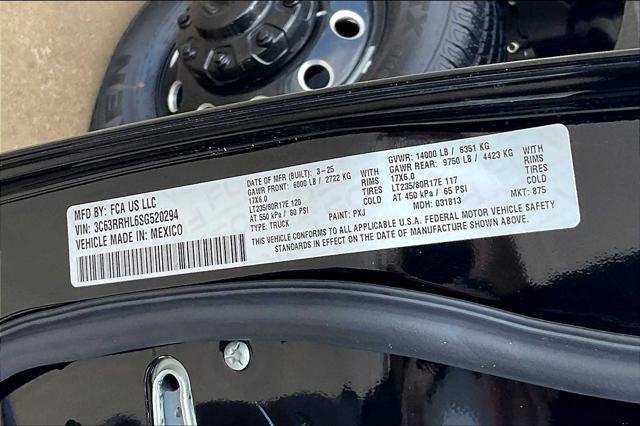 MFD BY: FCA US LLC
VIN: 3C63RRHL6SG520294
VEHICLE MADE IN: MEXICO
DATE OF MFR (BUILT): 3-25
GAWR FRONT: 6000 LB / 2722 KG WITH
17X6.0 RIMS
LT235/80R17E 120 TIRES
AT 550 kPa / 80 PSI COLD
TYPE: TRUCK PAINT: PXJ
GVWR: 14000 LB / 6351 KG
GAWR REAR: 9750 LB / 4423 KG WITH
17X6.0 RIMS
LT235/80R17E 117 TIRES
AT 450 kPa / 65 PSI COLD
MDH: 031813 MKT: 875
THIS VEHICLE CONFORMS TO ALL APPLICABLE U.S.A. FEDERAL MOTOR VEHICLE SAFETY
STANDARDS IN EFFECT ON THE DATE OF MANUFACTURE SHOWN ABOVE.